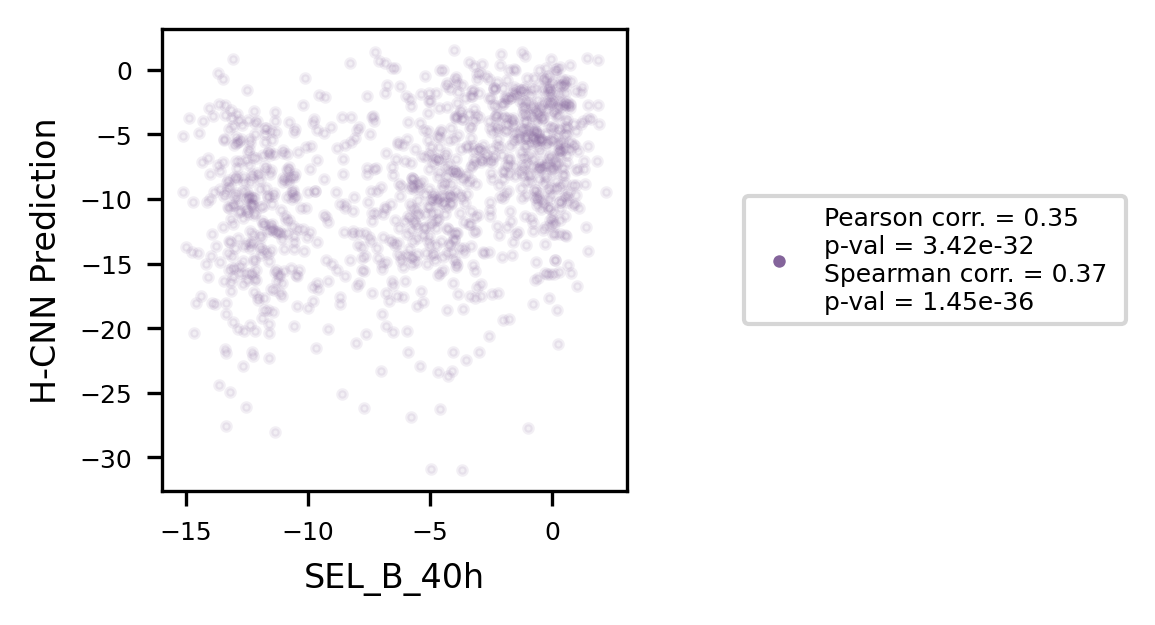 H-CNN Prediction
0
−5
−10
−15
−20
−25
−30
−15
−10
−5
0
SEL_B_40h
Pearson corr. = 0.35
p-val = 3.42e-32
Spearman corr. = 0.37
p-val = 1.45e-36